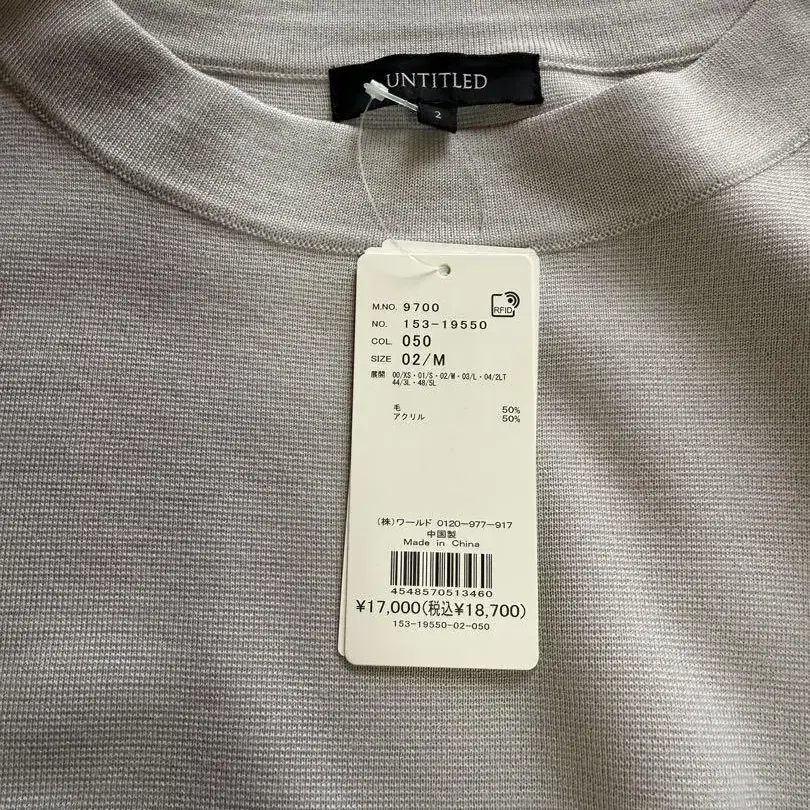 UNTITLED
2
M.NO. 9700
RFID
NO. 153-19550
COL. 050
SIZE 02/M
展開 00/XS・01/S・02/M・03/L・04/2LT
44/3L・48/5L
毛 50%
アクリル 50%
(株)ワールド 0120-977-917
中国製
Made in China
4548570513460
¥17,000(税込¥18,700)
153-19550-02-050